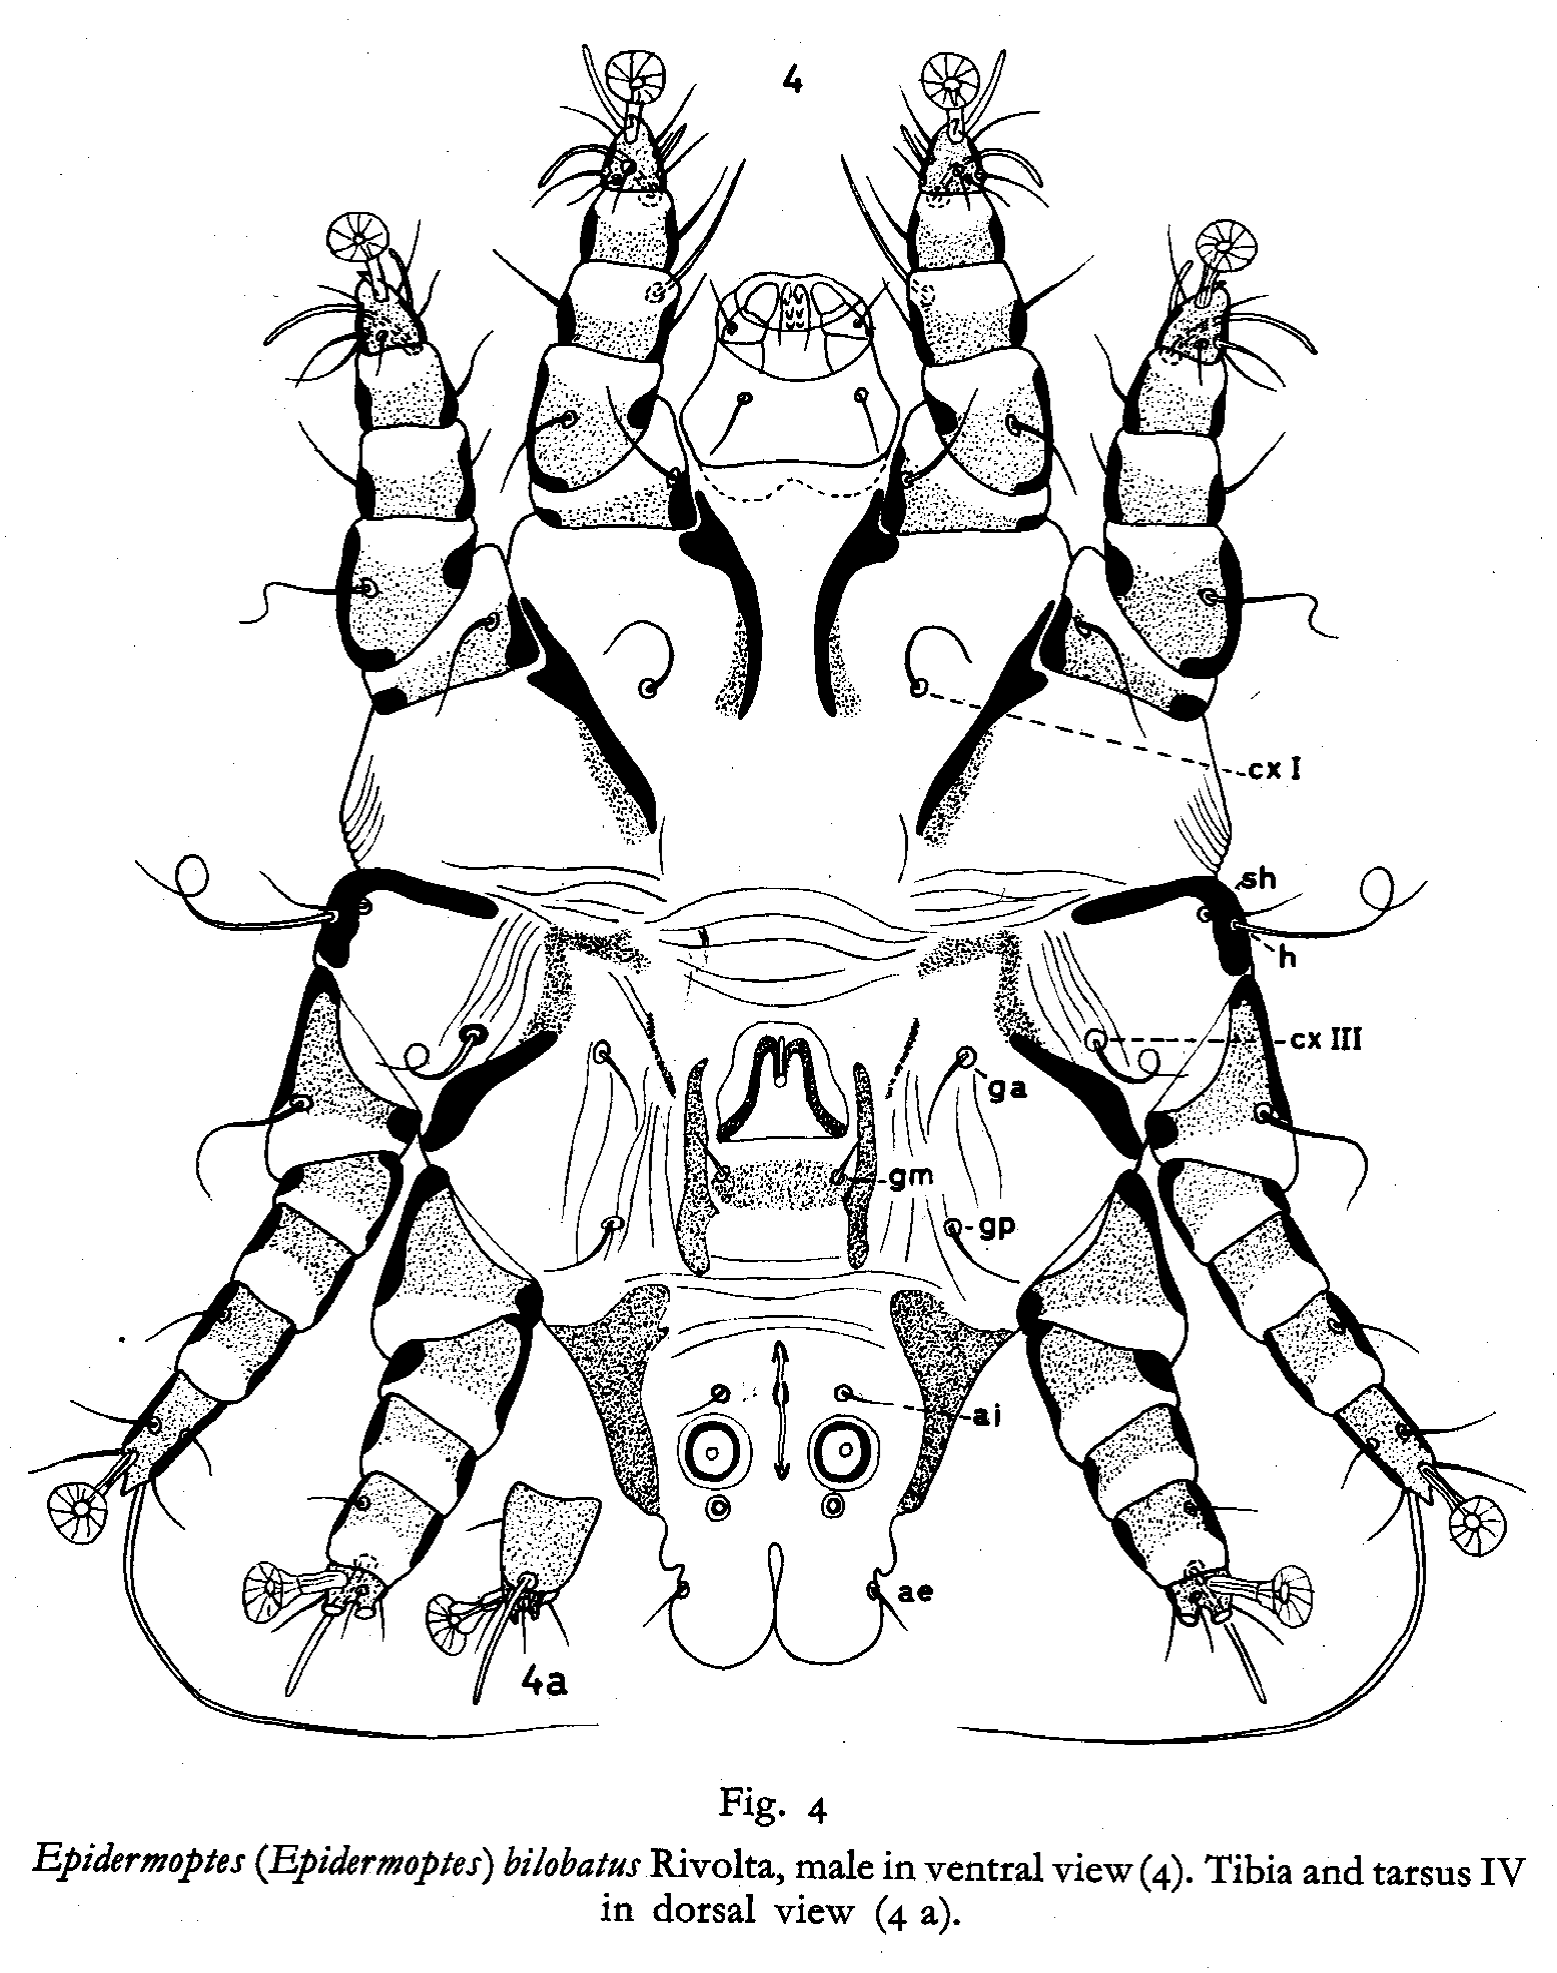 4
cx I
sh
h
cx III
ga
gm
gp
ai
ae
4a
Fig. 4
Epidermoptes (Epidermoptes) bilobatus Rivolta, male in ventral view (4). Tibia and tarsus IV
in dorsal view (4 a).